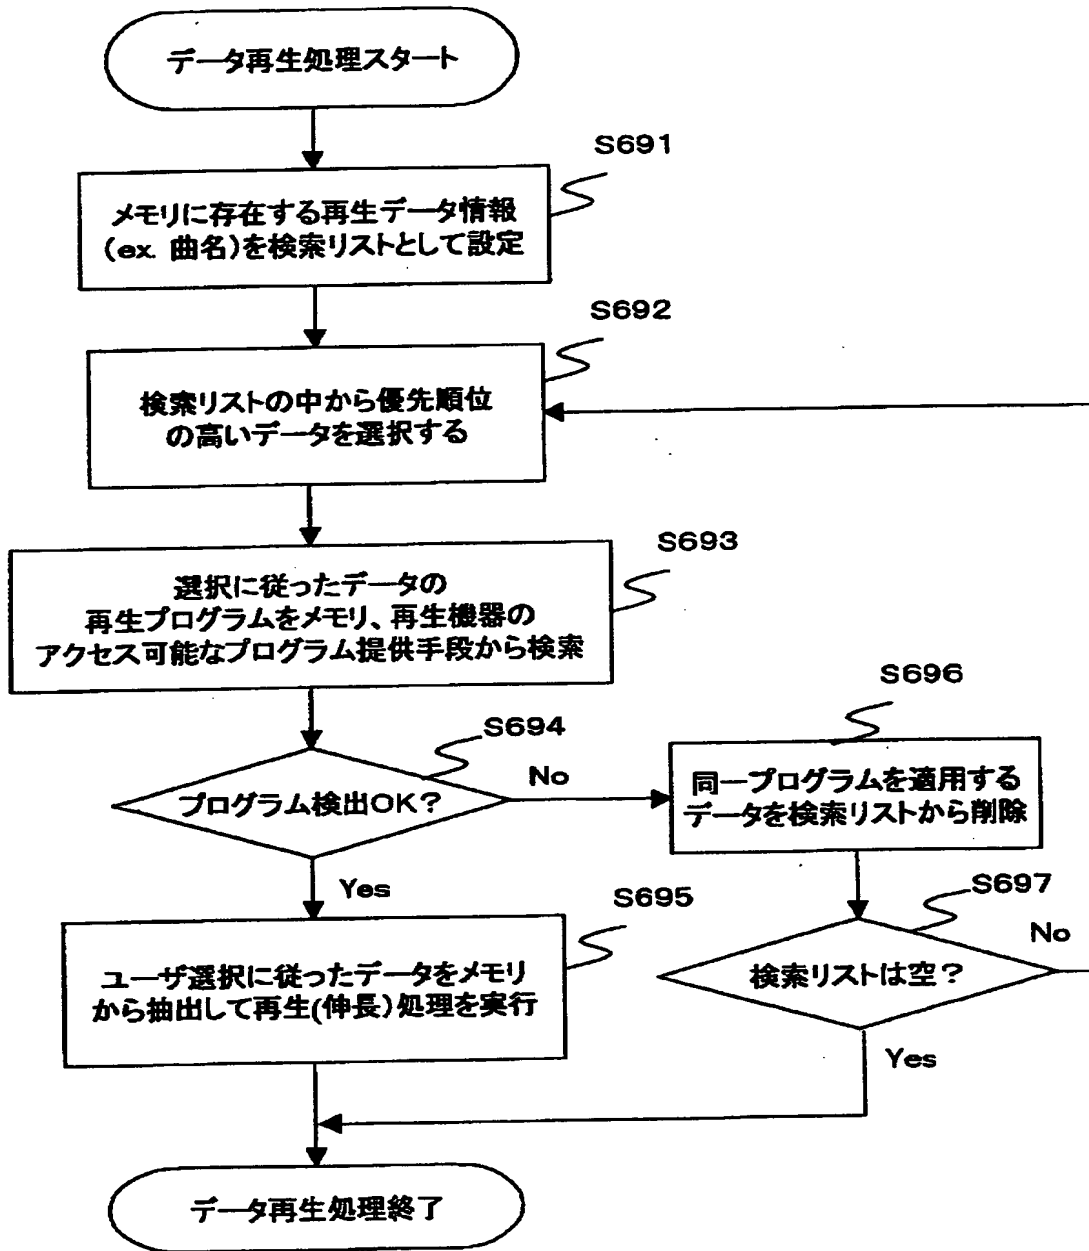 データ再生処理スタート
S691
メモリに存在する再生データ情報
(ex. 曲名)を検索リストとして設定
S692
検索リストの中から優先順位
の高いデータを選択する
S693
選択に従ったデータの
再生プログラムをメモリ、再生機器の
アクセス可能なプログラム提供手段から検索
S694
プログラム検出OK?
No
S696
同一プログラムを適用する
データを検索リストから削除
Yes
S695
ユーザ選択に従ったデータをメモリ
から抽出して再生(伸長)処理を実行
S697
検索リストは空?
No
Yes
データ再生処理終了